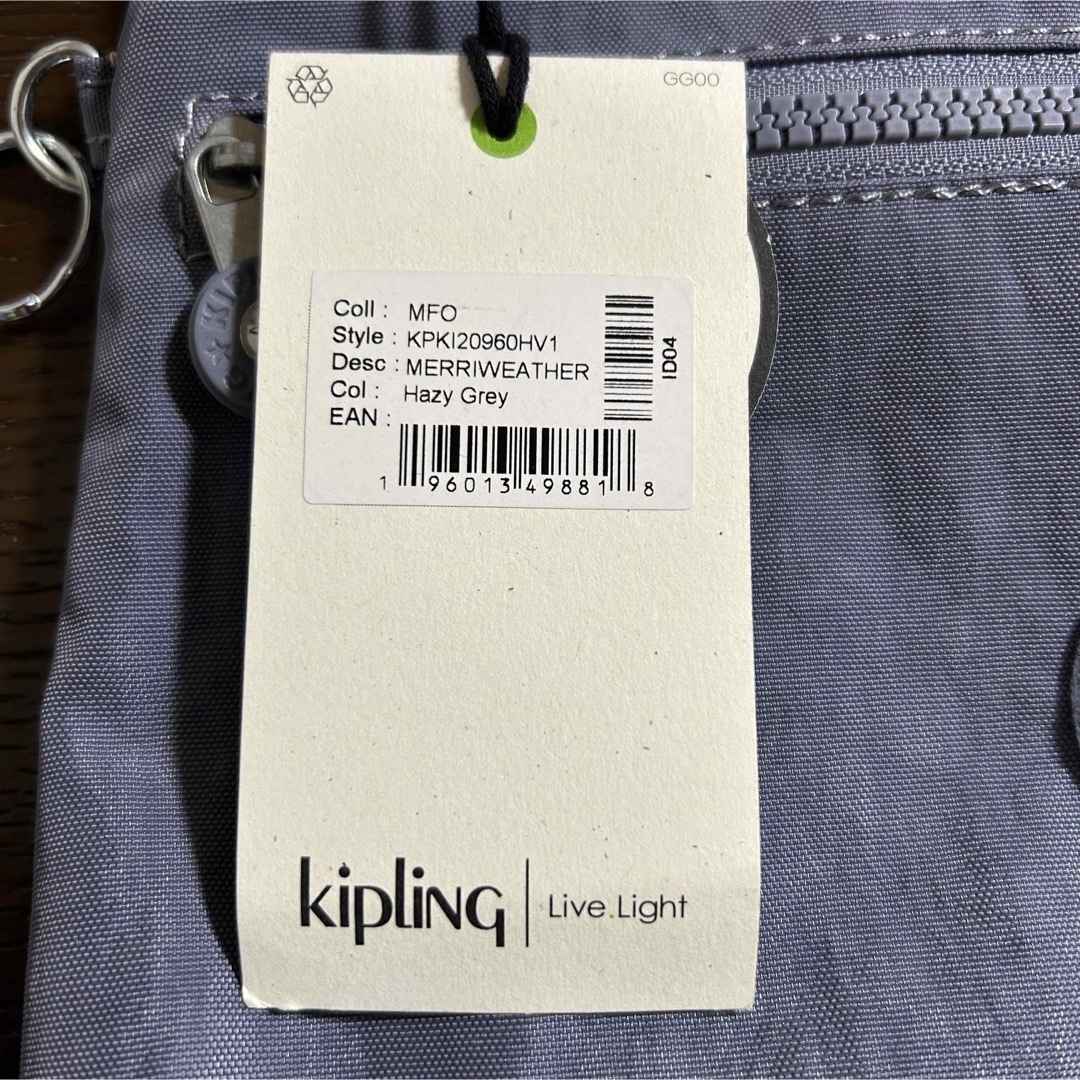 GG00
Coll : MFO
Style : KPKI20960HV1
Desc : MERRIWEATHER
Col : Hazy Grey
EAN :
ID04
1 96013 49881 8
kipling | Live.Light